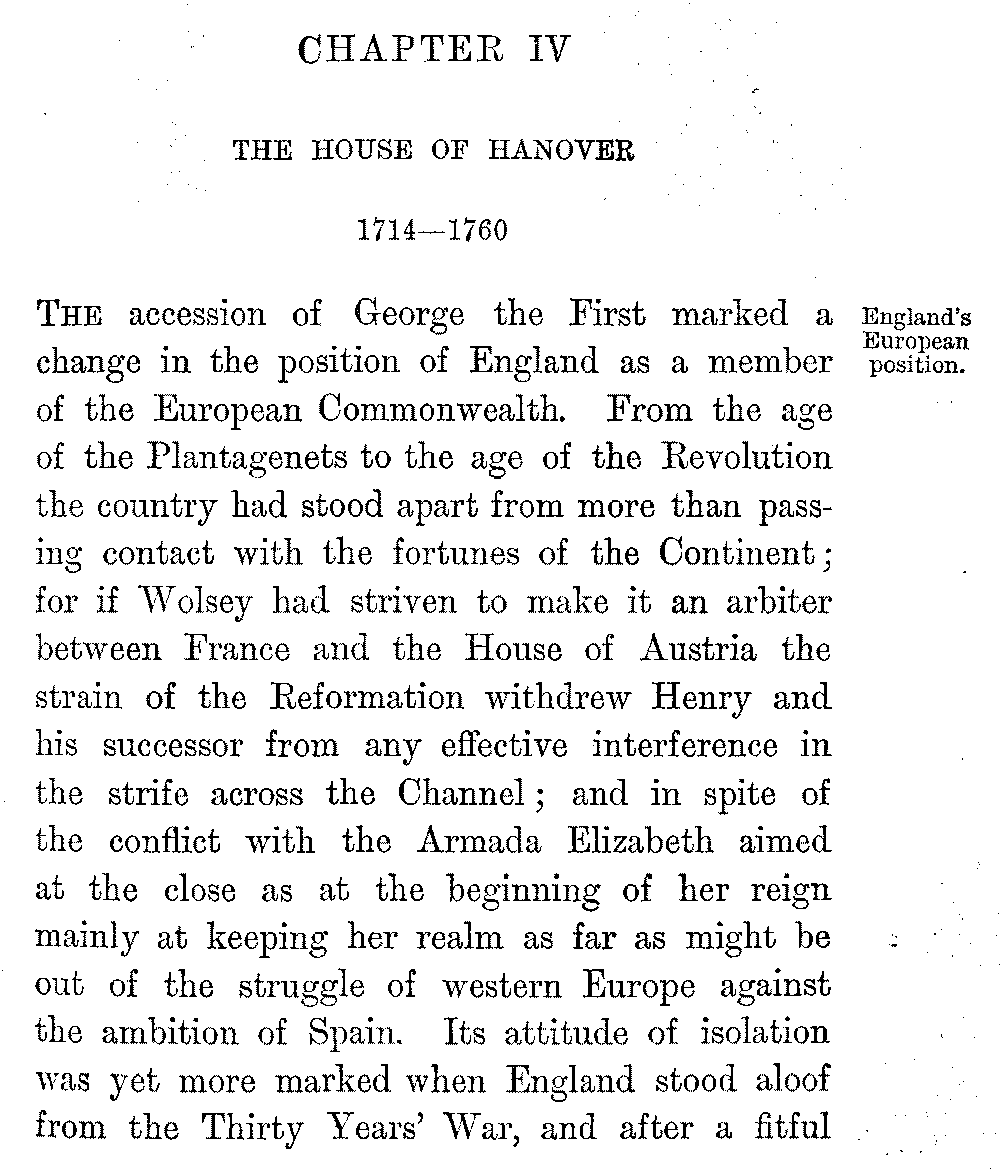 CHAPTER IV
THE HOUSE OF HANOVER
1714—1760
THE accession of George the First marked a
change in the position of England as a member
of the European Commonwealth. From the age
of the Plantagenets to the age of the Revolution
the country had stood apart from more than pass-
ing contact with the fortunes of the Continent;
for if Wolsey had striven to make it an arbiter
between France and the House of Austria the
strain of the Reformation withdrew Henry and
his successor from any effective interference in
the strife across the Channel; and in spite of
the conflict with the Armada Elizabeth aimed
at the close as at the beginning of her reign
mainly at keeping her realm as far as might be
out of the struggle of western Europe against
the ambition of Spain. Its attitude of isolation
was yet more marked when England stood aloof
from the Thirty Years' War, and after a fitful
England's
European
position.